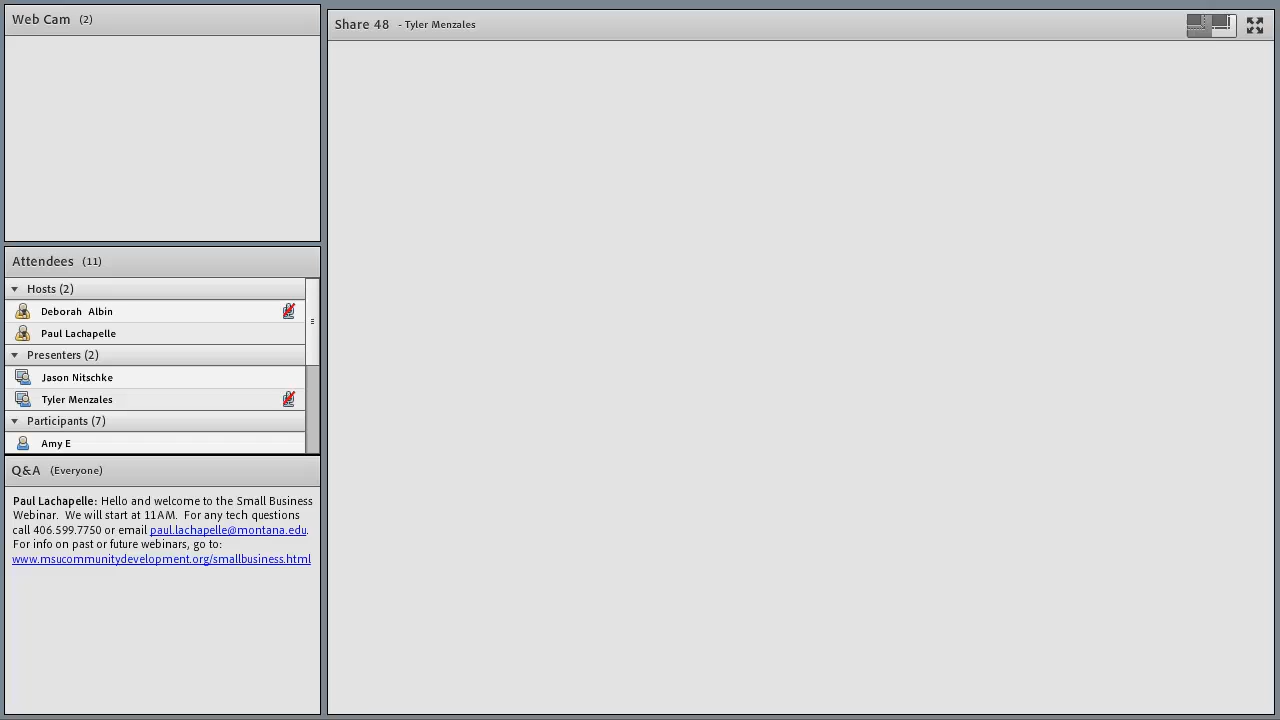 Web Cam (2)
Share 48 - Tyler Menzales
Attendees (11)
Hosts (2)
Deborah Albin
Paul Lachapelle
Presenters (2)
Jason Nitschke
Tyler Menzales
Participants (7)
Amy E
Q&A (Everyone)
Paul Lachapelle: Hello and welcome to the Small Business
Webinar. We will start at 11AM. For any tech questions
call 406.599.7750 or email paul.lachapelle@montana.edu.
For info on past or future webinars, go to:
www.msucommunitydevelopment.org/smallbusiness.html